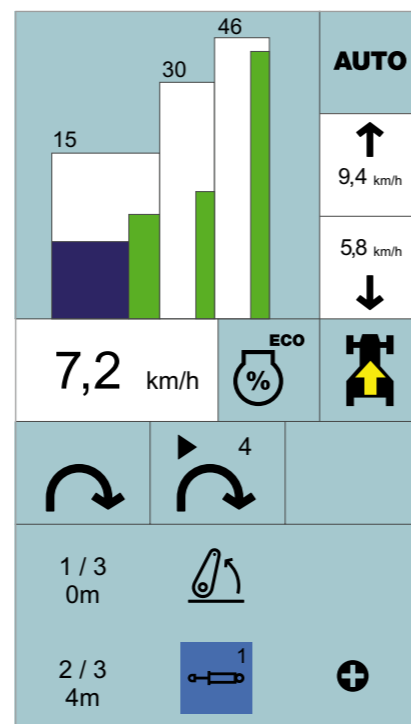 46
30
15
AUTO
9,4 km/h
5,8 km/h
7,2 km/h
ECO
%
4
1 / 3
0m
2 / 3
4m
1